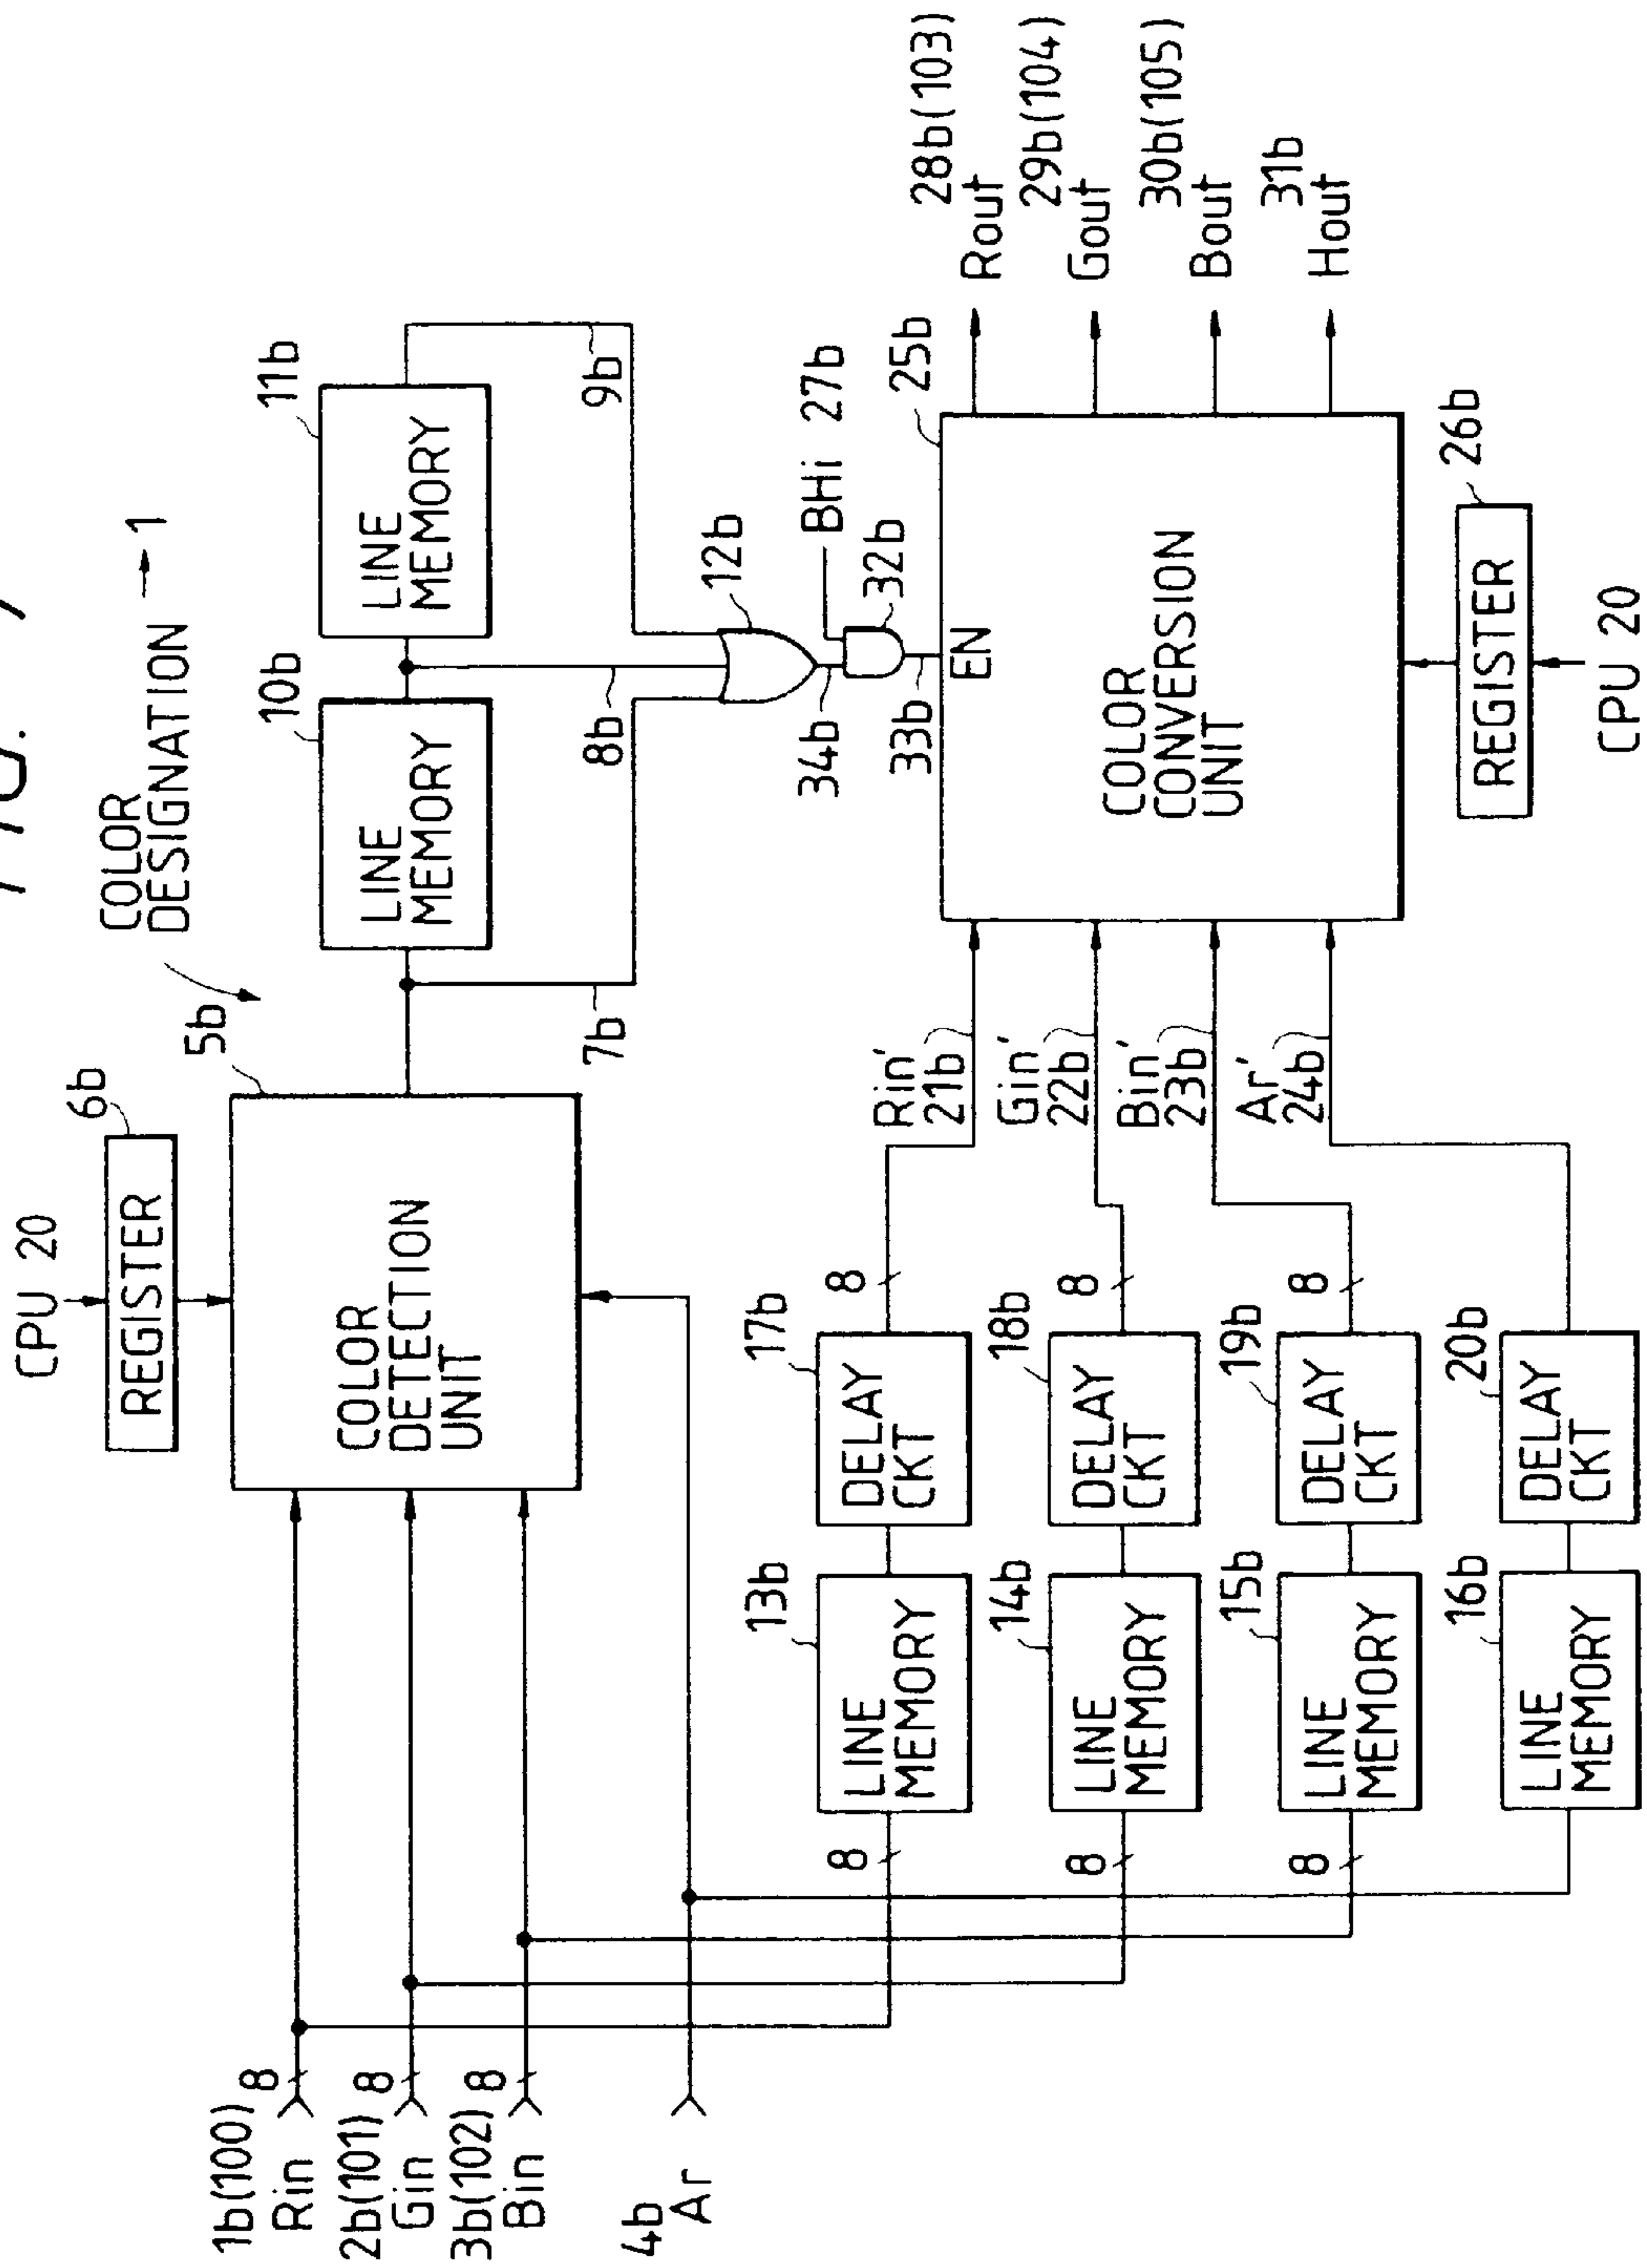 COLOR
DESIGNATION → 1
CPU 20
REGISTER
6b
5b
COLOR
DETECTION
UNIT
1b(100)
Rin
8
2b(101)
Gin
8
3b(102)
Bin
8
4b
Ar
10b
LINE
MEMORY
11b
LINE
MEMORY
7b
8b
9b
12b
34b
BHi 27b
32b
33b
8
13b
LINE
MEMORY
17b
DELAY
CKT
8
Rin'
21b
8
14b
LINE
MEMORY
18b
DELAY
CKT
8
Gin'
22b
8
15b
LINE
MEMORY
19b
DELAY
CKT
8
Bin'
23b
16b
LINE
MEMORY
20b
DELAY
CKT
Ar'
24b
EN
25b
COLOR
CONVERSION
UNIT
28b(103)
Rout
29b(104)
Gout
30b(105)
Bout
31b
Hout
26b
REGISTER
CPU 20